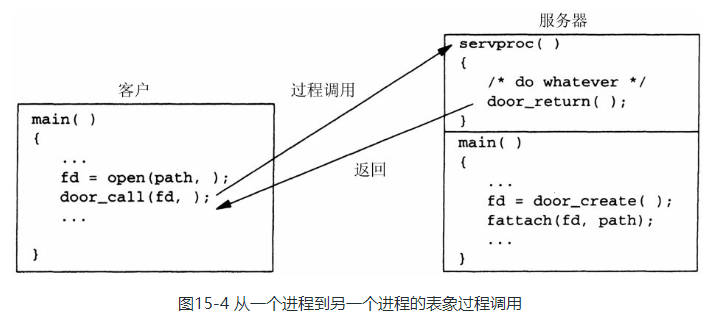 服务器
servproc( )
{
/* do whatever */
door_return( );
}
main( )
{
...
fd = door_create( );
fattach(fd, path);
...
}
客户
main( )
{
...
fd = open(path, );
door_call(fd, );
...
}
过程调用
返回
图15-4 从一个进程到另一个进程的表象过程调用